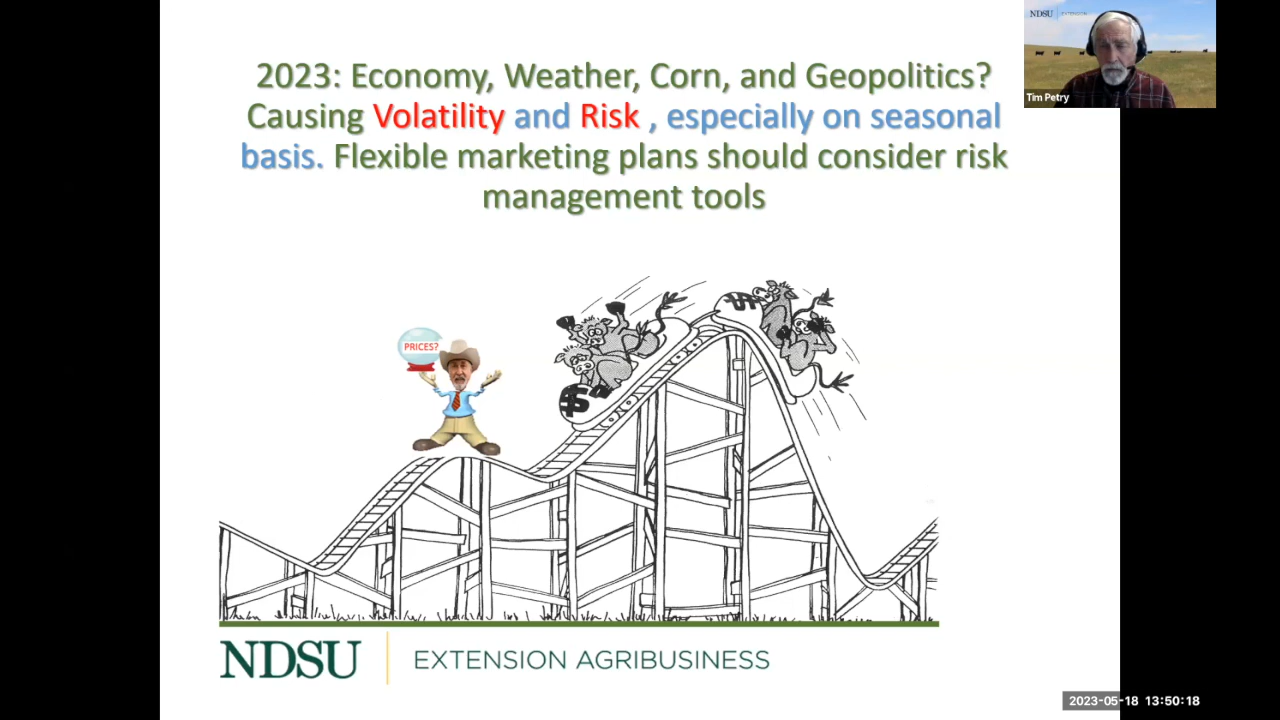 2023: Economy, Weather, Corn, and Geopolitics?
Causing Volatility and Risk , especially on seasonal
basis. Flexible marketing plans should consider risk
management tools
NDSU EXTENSION
Tim Petry
PRICES?
$
$
NDSU EXTENSION AGRIBUSINESS
2023-05-18 13:50:18